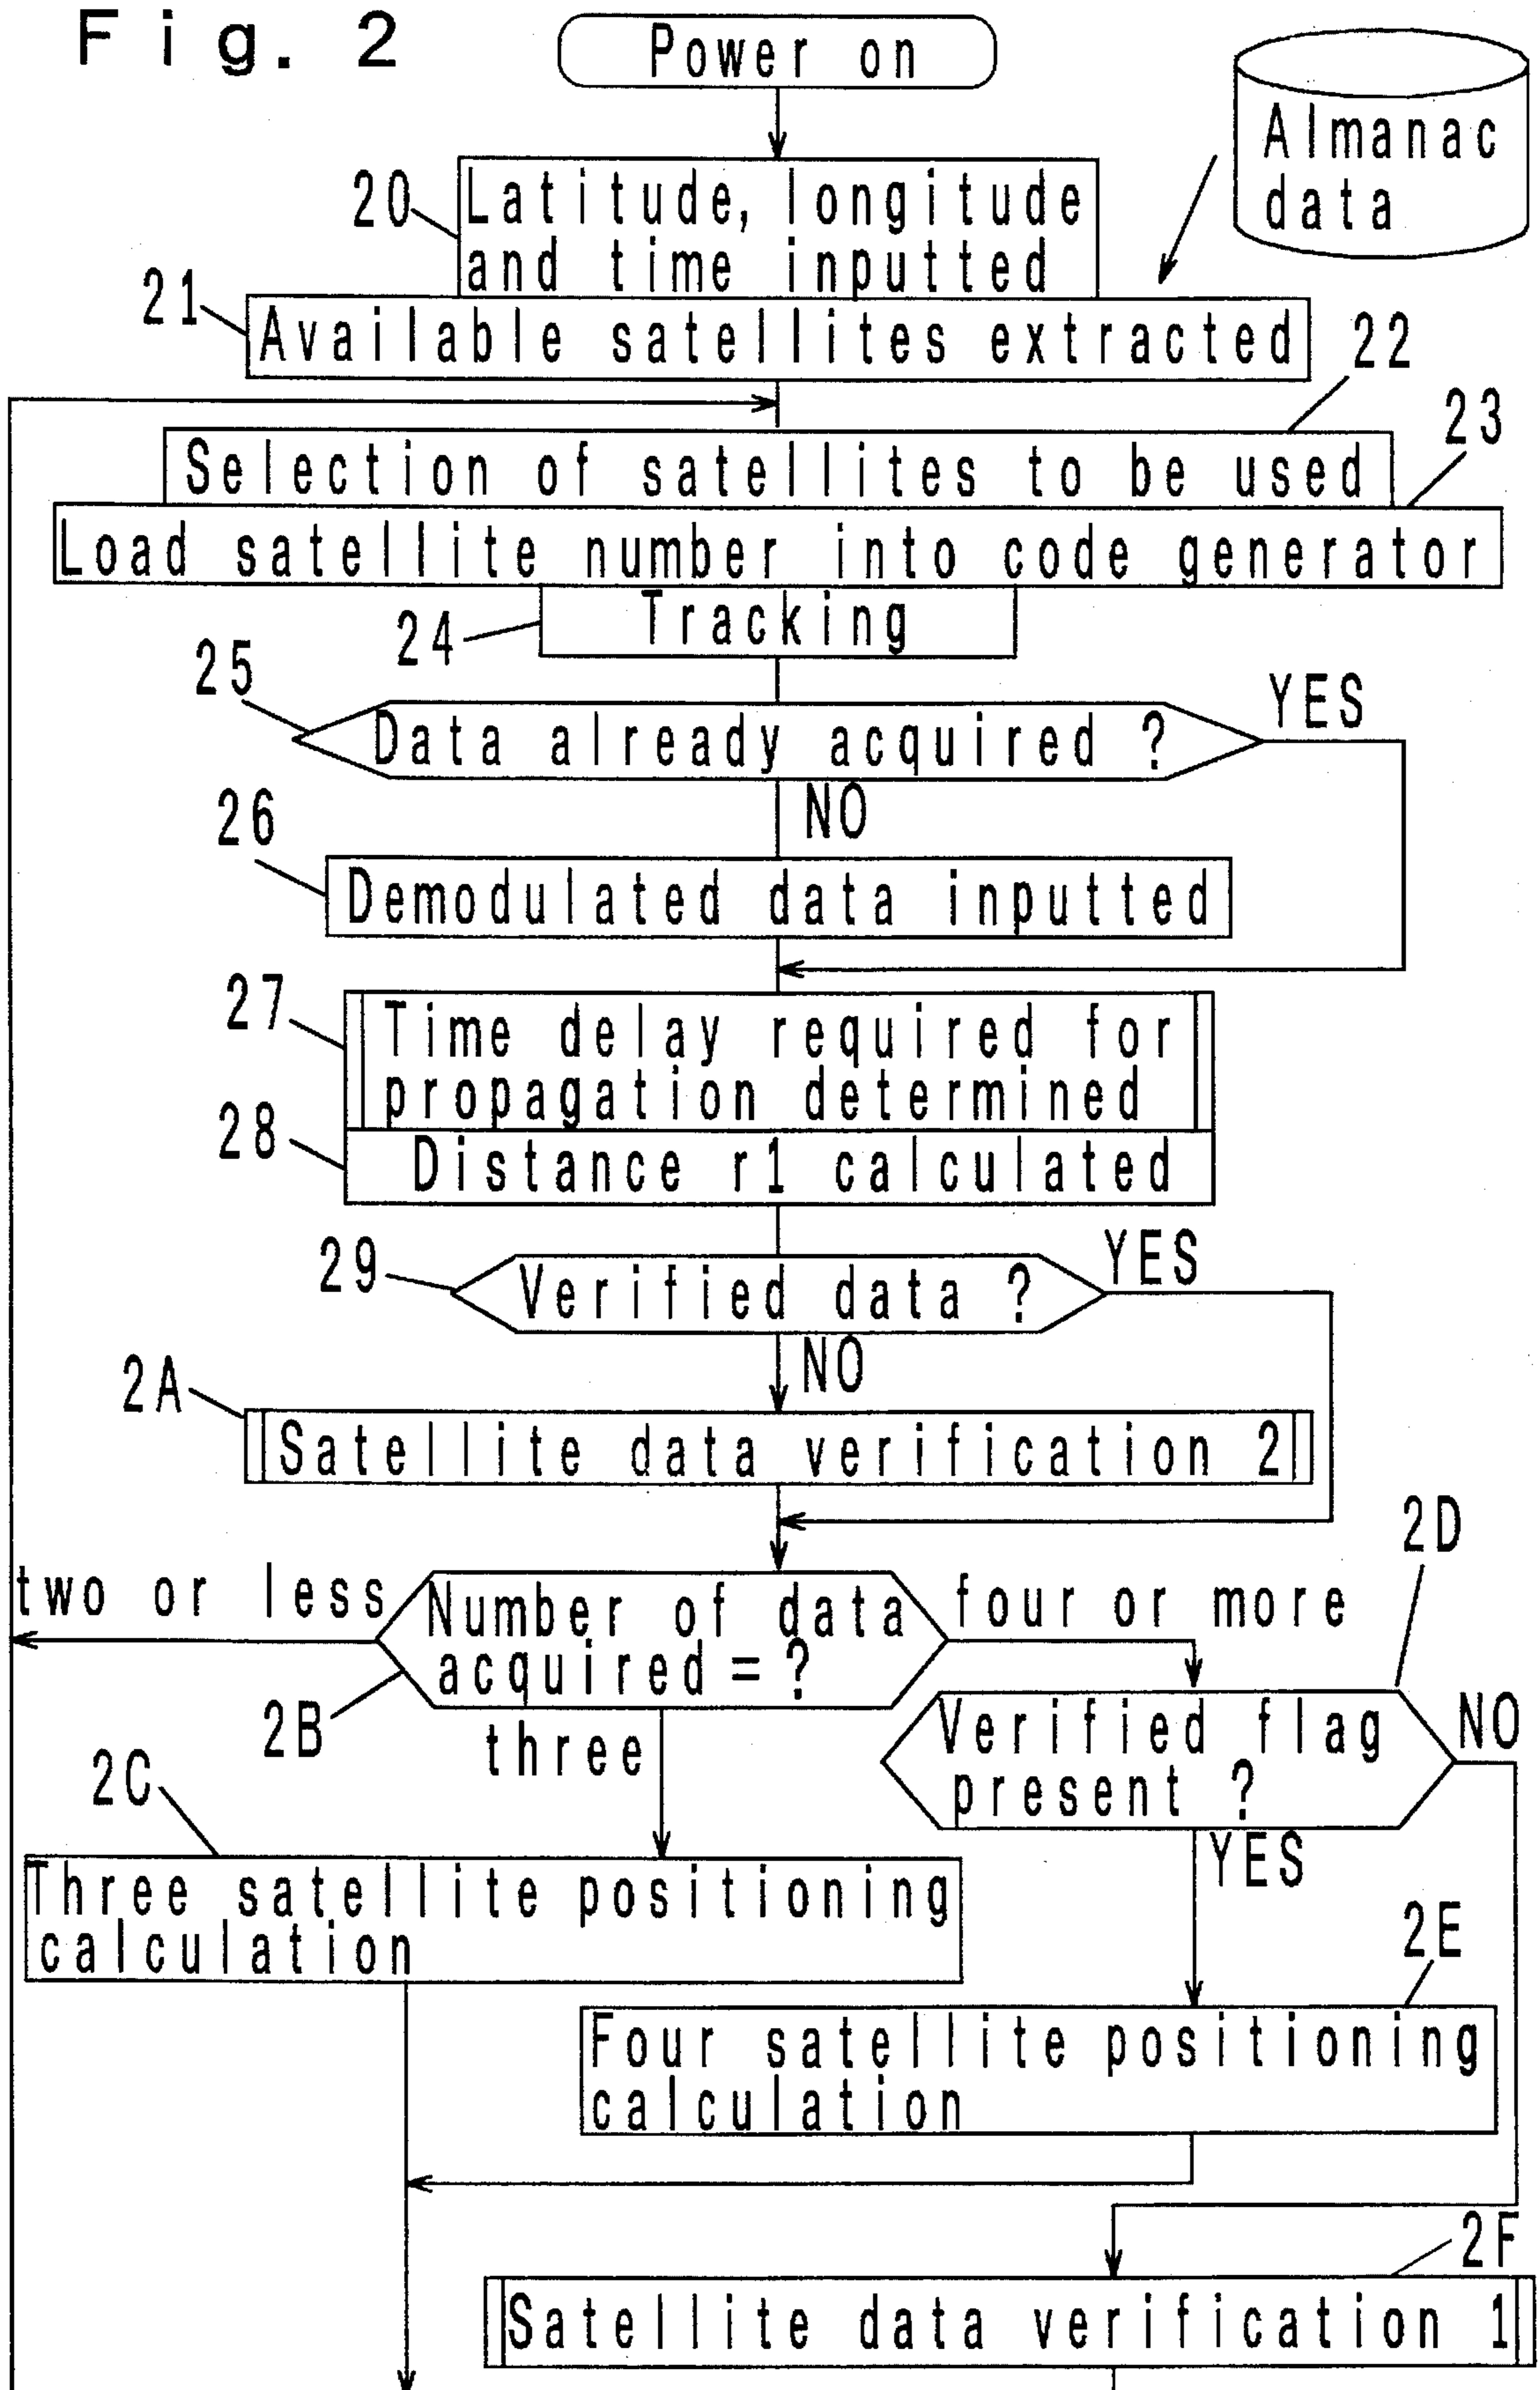 Fig. 2
Power on
Almanac
data
20
Latitude, longitude
and time inputted
21
Available satellites extracted
22
Selection of satellites to be used
23
Load satellite number into code generator
24
Tracking
25
Data already acquired ?
YES
NO
26
Demodulated data inputted
27
Time delay required for
propagation determined
28
Distance r1 calculated
29
Verified data ?
YES
NO
2A
Satellite data verification 2
2D
two or less
Number of data
acquired = ?
four or more
2B
three
Verified flag
present ?
NO
YES
2C
Three satellite positioning
calculation
2E
Four satellite positioning
calculation
2F
Satellite data verification 1